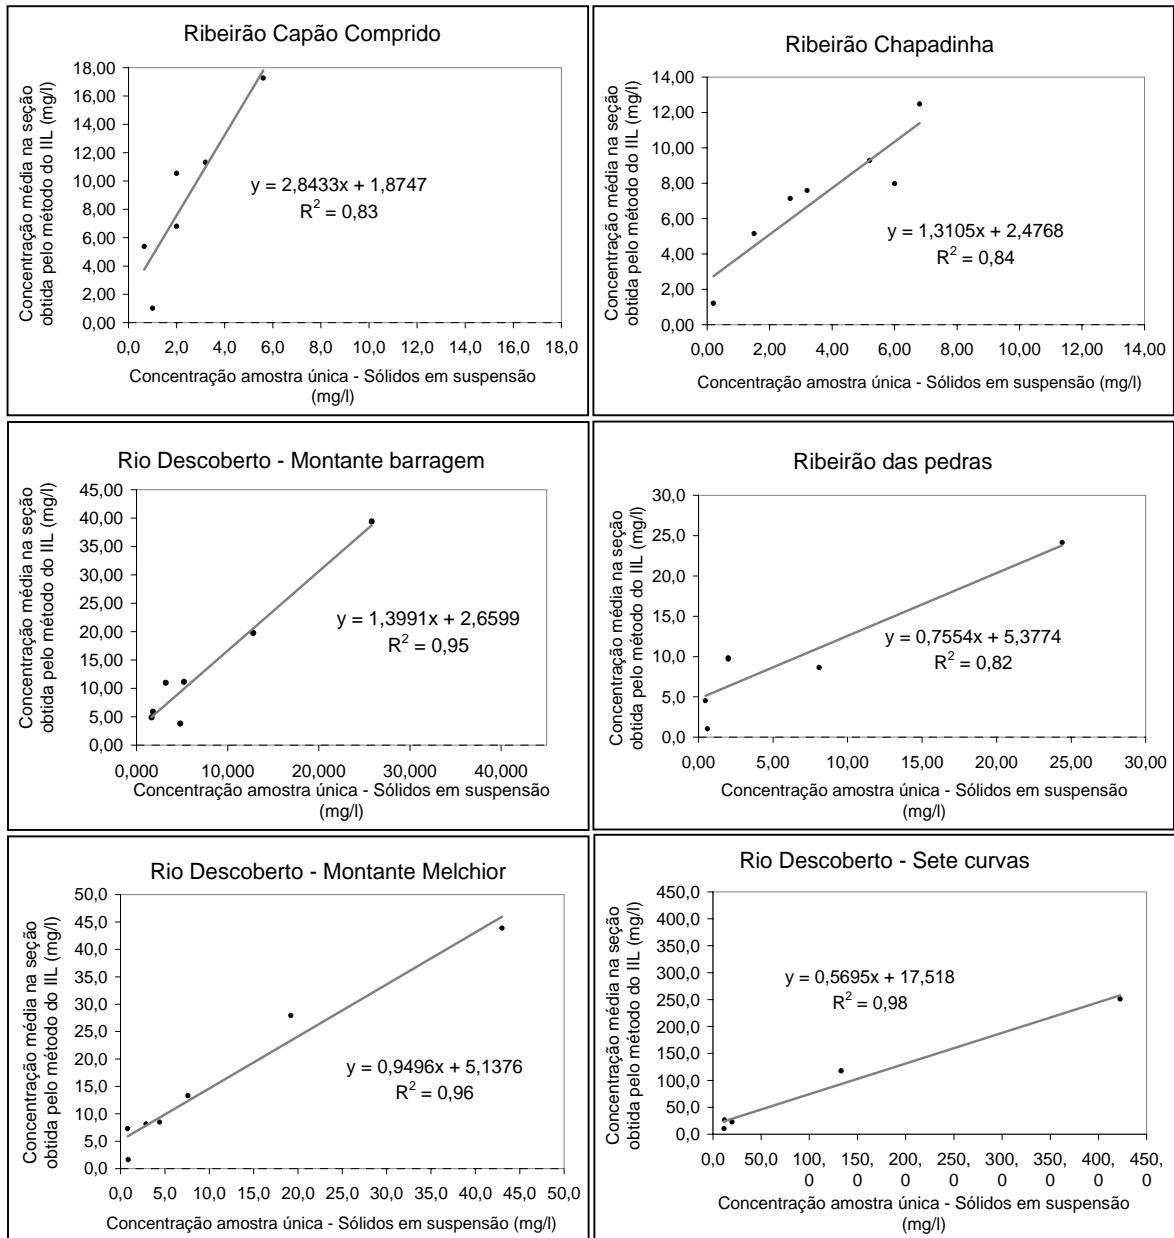 Ribeirão Capão Comprido
Concentração média na seção
obtida pelo método do IIL (mg/l)
18,00
16,00
14,00
12,00
10,00
8,00
6,00
4,00
2,00
0,00
y = 2,8433x + 1,8747
R² = 0,83
0,0 2,0 4,0 6,0 8,0 10,0 12,0 14,0 16,0 18,0
Concentração amostra única - Sólidos em suspensão
(mg/l)
Ribeirão Chapadinha
Concentração média na seção
obtida pelo método do IIL (mg/l)
14,00
12,00
10,00
8,00
6,00
4,00
2,00
0,00
y = 1,3105x + 2,4768
R² = 0,84
0,00 2,00 4,00 6,00 8,00 10,00 12,00 14,00
Concentração amostra única - Sólidos em suspensão (mg/l)
Rio Descoberto - Montante barragem
Concentração média na seção
obtida pelo método do IIL (mg/l)
45,00
40,00
35,00
30,00
25,00
20,00
15,00
10,00
5,00
0,00
y = 1,3991x + 2,6599
R² = 0,95
0,000 10,000 20,000 30,000 40,000
Concentração amostra única - Sólidos em suspensão
(mg/l)
Ribeirão das pedras
Concentração média na seção
obtida pelo método do IIL (mg/l)
30,0
25,0
20,0
15,0
10,0
5,0
0,0
y = 0,7554x + 5,3774
R² = 0,82
0,00 5,00 10,00 15,00 20,00 25,00 30,00
Concentração amostra única - Sólidos em suspensão
(mg/l)
Rio Descoberto - Montante Melchior
Concentração média na seção
obtida pelo método do IIL (mg/l)
50,0
45,0
40,0
35,0
30,0
25,0
20,0
15,0
10,0
5,0
0,0
y = 0,9496x + 5,1376
R² = 0,96
0,0 5,0 10,0 15,0 20,0 25,0 30,0 35,0 40,0 45,0 50,0
Concentração amostra única - Sólidos em suspensão (mg/l)
Rio Descoberto - Sete curvas
Concentração média na seção
obtida pelo método do IIL (mg/l)
450,0
400,0
350,0
300,0
250,0
200,0
150,0
100,0
50,0
0,0
y = 0,5695x + 17,518
R² = 0,98
0,0 50,0 100, 150, 200, 250, 300, 350, 400, 450,
0 0 0 0 0 0 0 0
Concentração amostra única - Sólidos em suspensão
(mg/l)